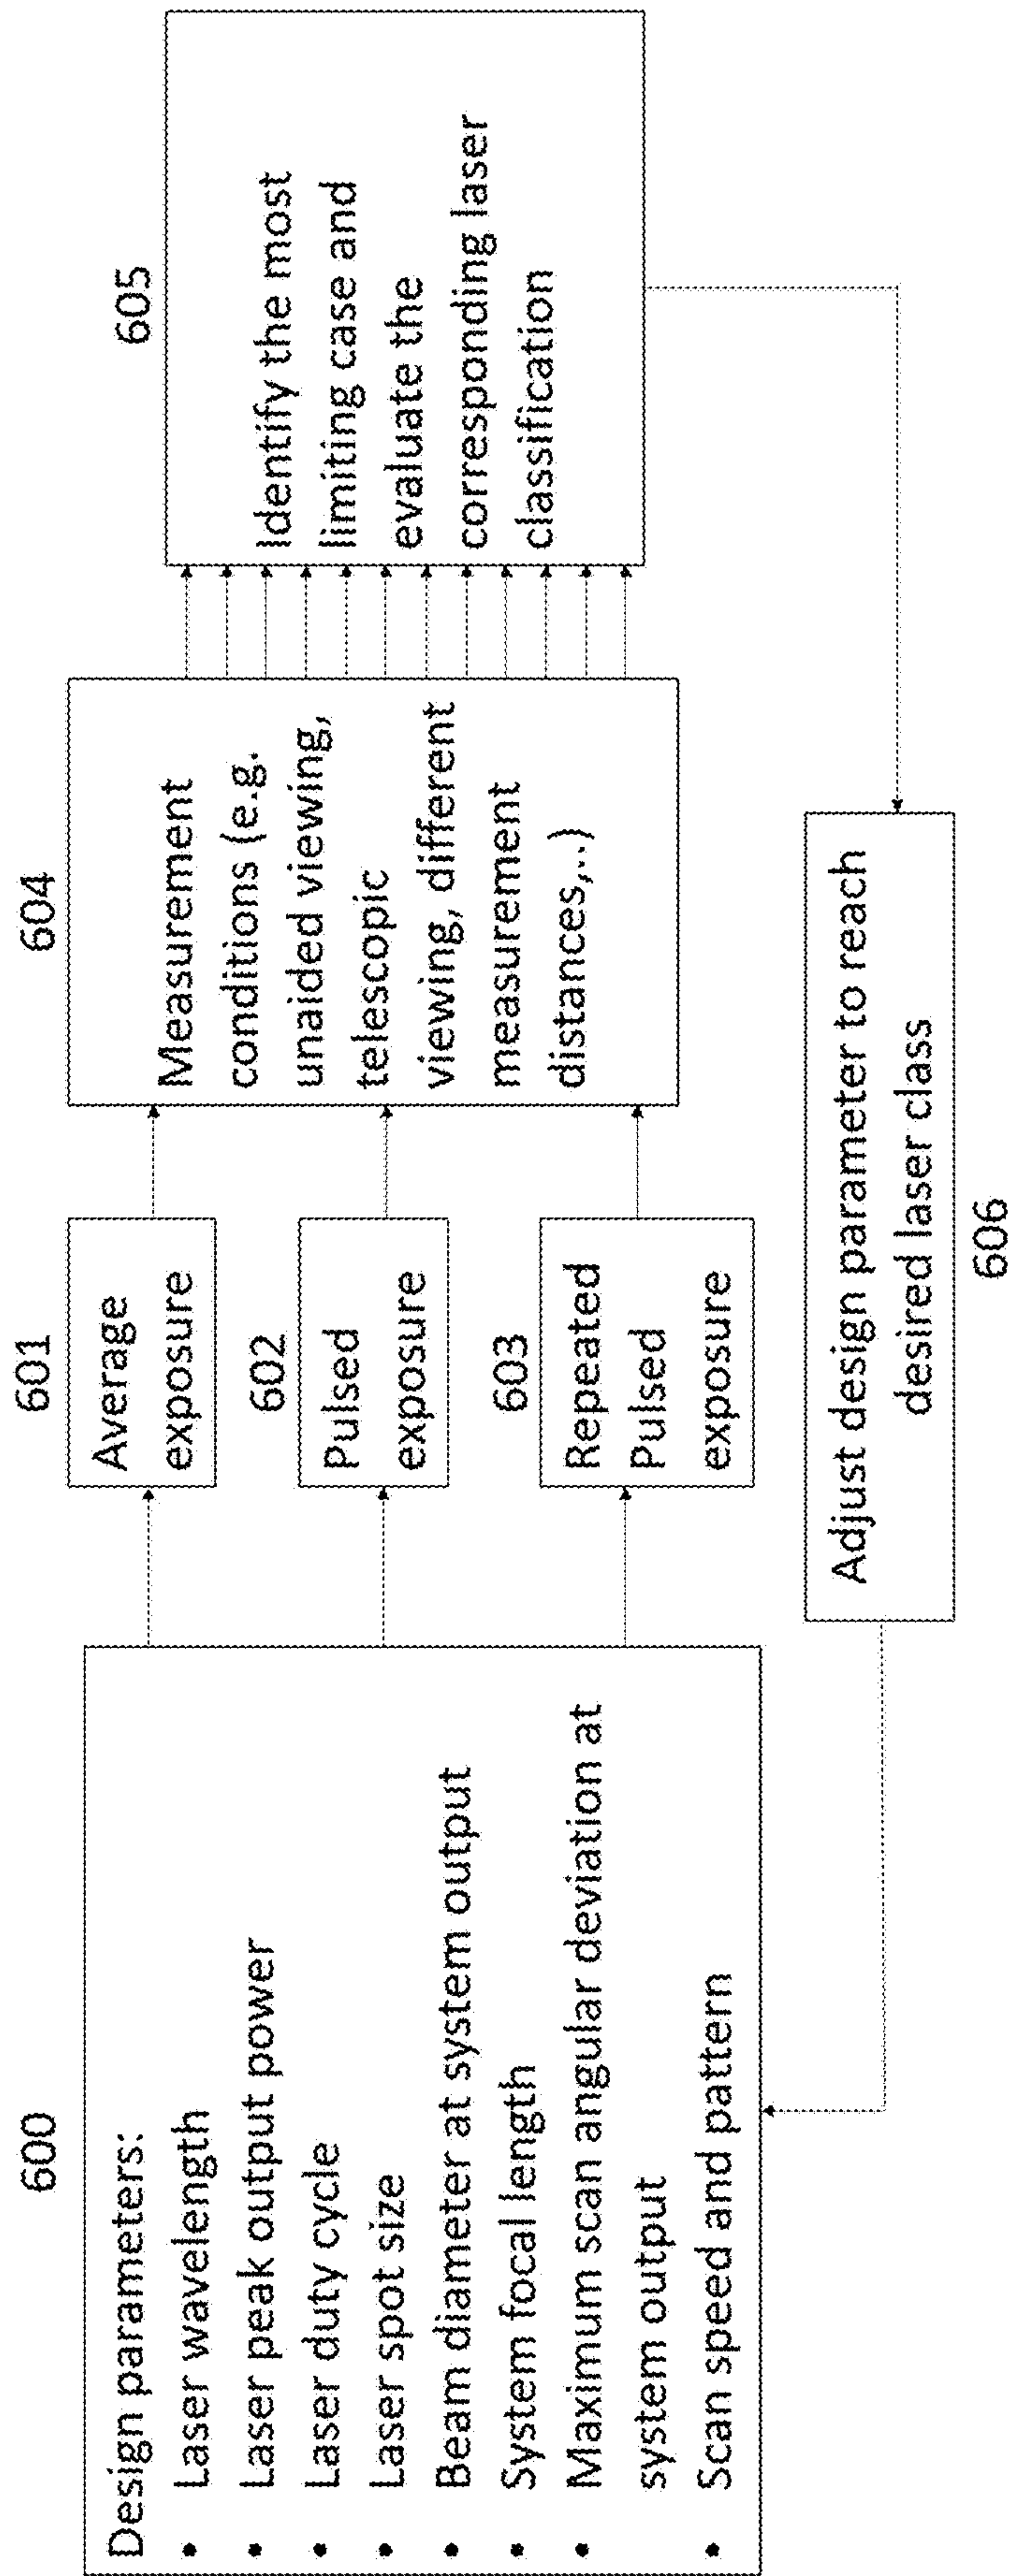 600
Design parameters:
• Laser wavelength
• Laser peak output power
• Laser duty cycle
• Laser spot size
• Beam diameter at system output
• System focal length
• Maximum scan angular deviation at
system output
• Scan speed and pattern
601
Average
exposure
602
Pulsed
exposure
603
Repeated
Pulsed
exposure
604
Measurement
conditions (e.g.
unaided viewing,
telescopic
viewing, different
measurement
distances,..)
605
Identify the most
limiting case and
evaluate the
corresponding laser
classification
Adjust design parameter to reach
desired laser class
606